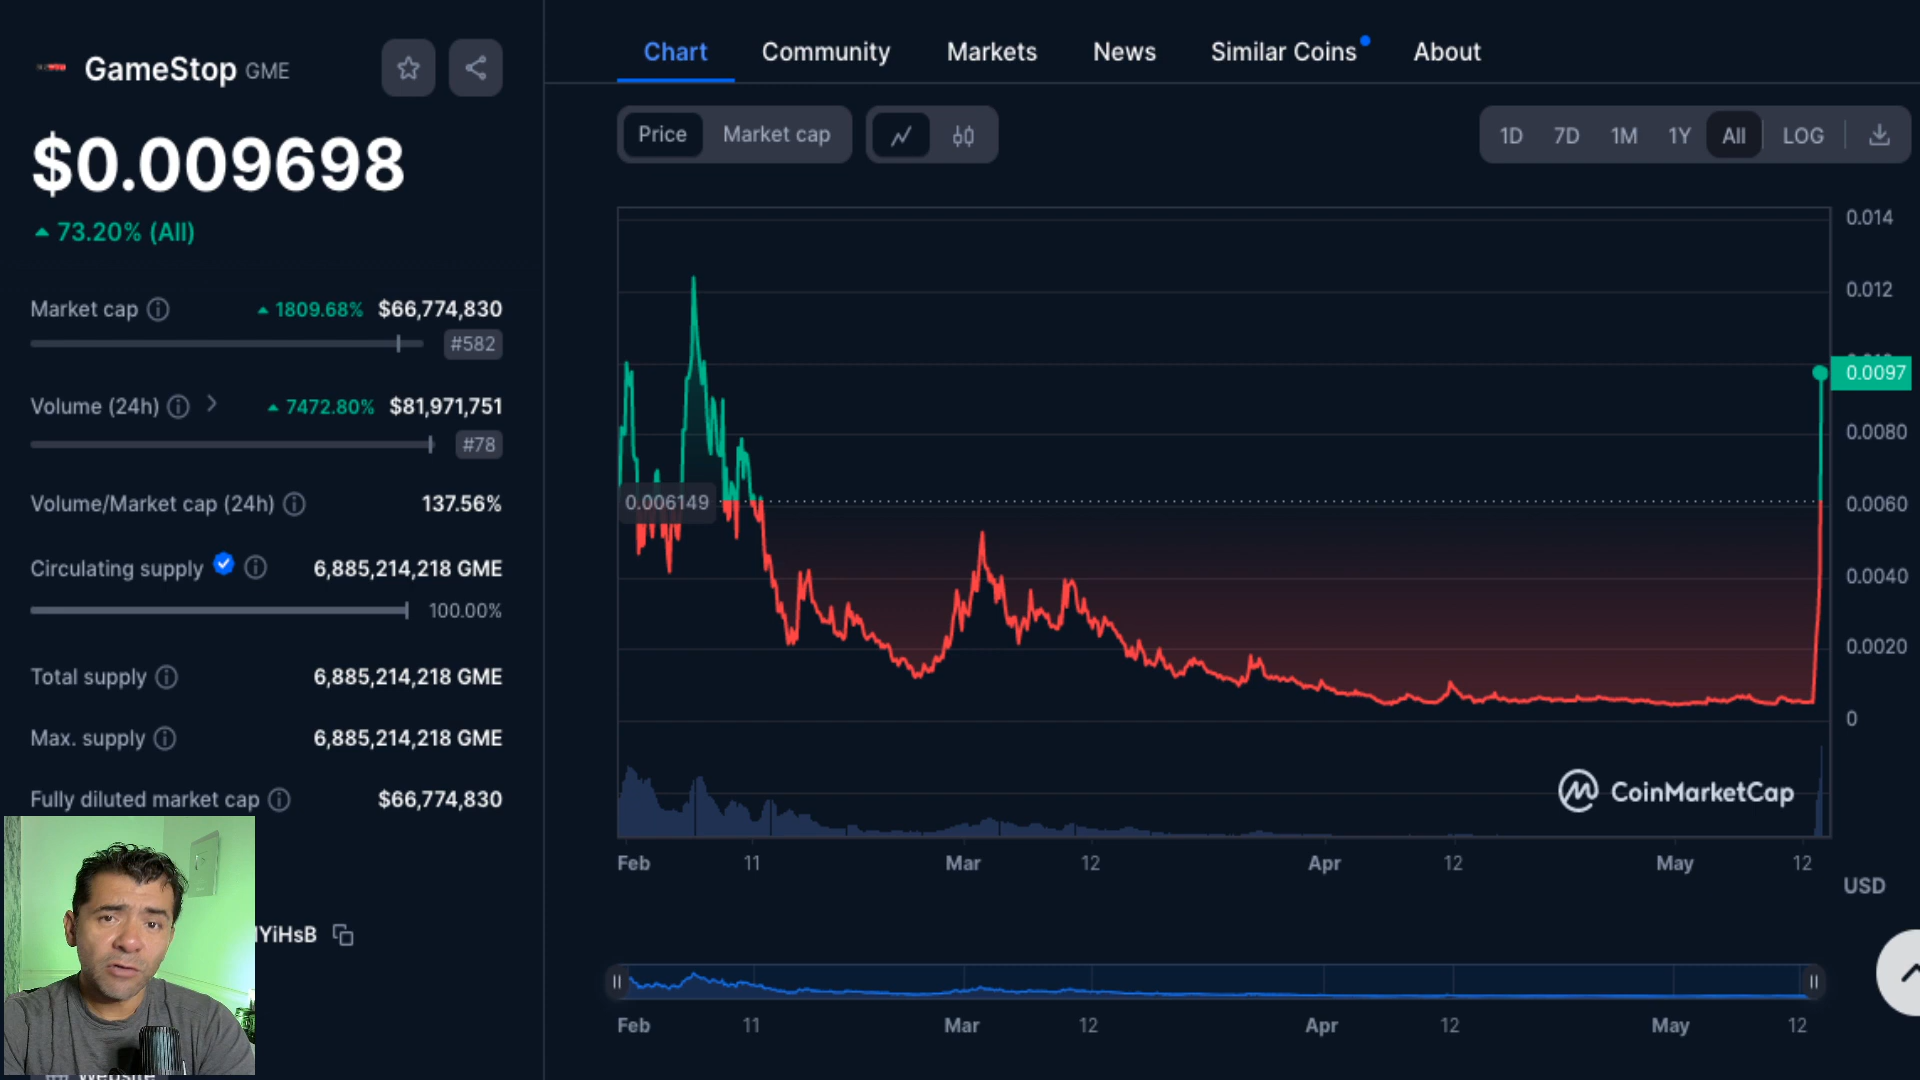 GameStop GME
$0.009698
73.20% (All)
Market cap 1809.68% $66,774,830
#582
Volume (24h) 7472.80% $81,971,751
#78
Volume/Market cap (24h) 137.56%
Circulating supply 6,885,214,218 GME
100.00%
Total supply 6,885,214,218 GME
Max. supply 6,885,214,218 GME
Fully diluted market cap $66,774,830
YiHsB
Website
Chart Community Markets News Similar Coins About
Price Market cap
1D 7D 1M 1Y All LOG
0.014
0.012
0.0097
0.0080
0.006149
0.0060
0.0040
0.0020
0
CoinMarketCap
Feb 11 Mar 12 Apr 12 May 12
USD
Feb 11 Mar 12 Apr 12 May 12